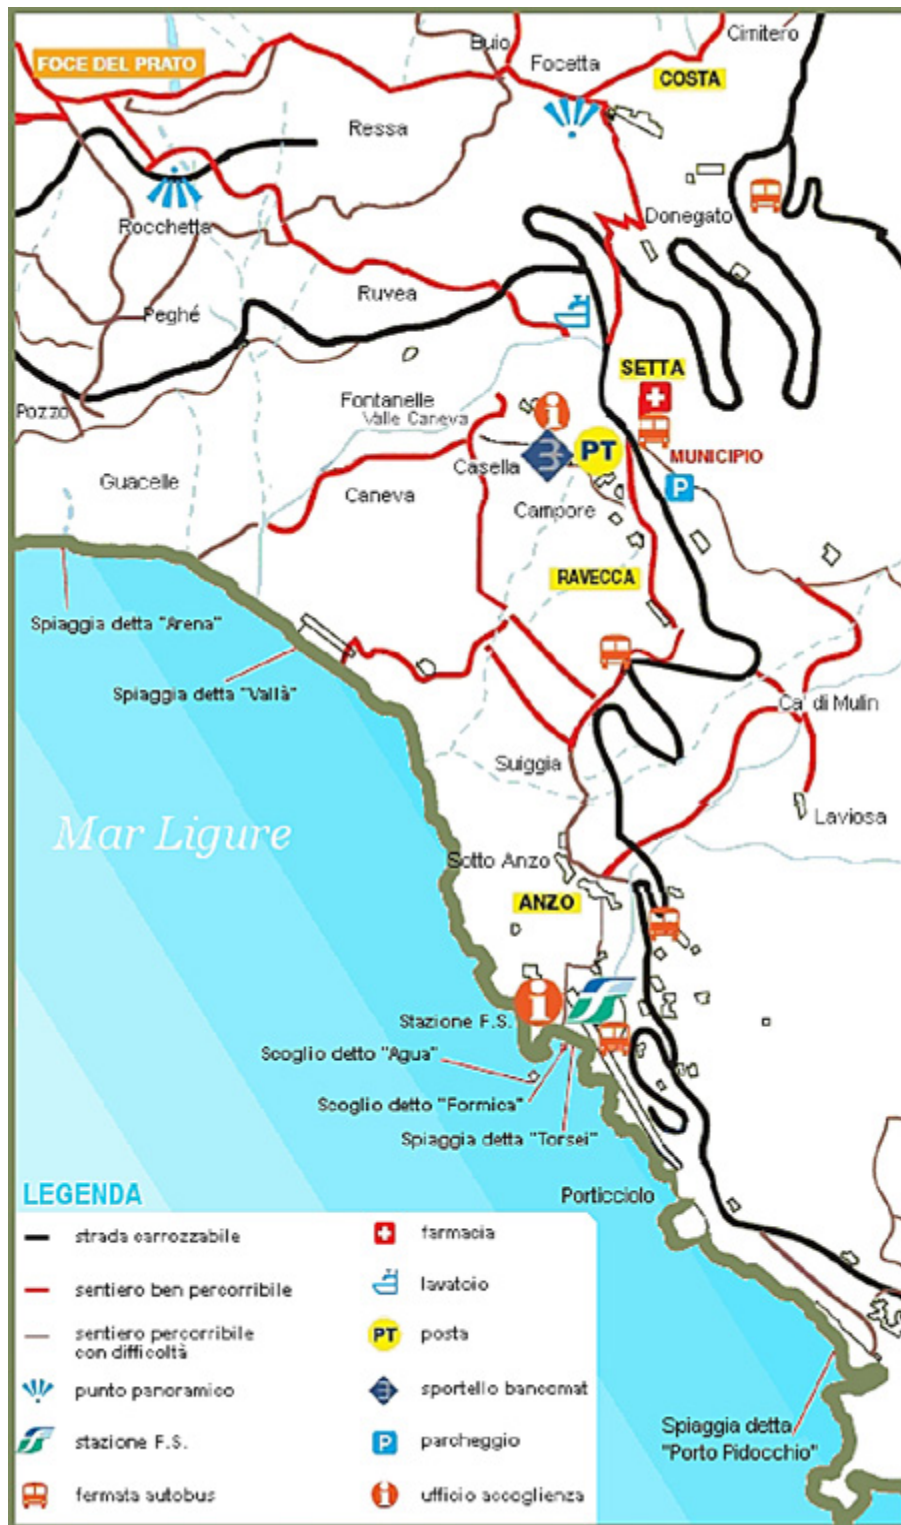 Buio
Cimitero
FOCE DEL PRATO
Focetta
COSTA
Ressa
Rocchetta
Donegato
Ruvea
Peghé
SETTA
Pozzo
Fontanelle
Valle Caneva
i
3
PT
MUNICIPIO
Guacelle
Casella
P
Caneva
Campore
RAVECCA
Spiaggia detta "Arena"
Spiaggia detta "Vallà"
Ca' di Mulin
Suiggia
Laviosa
Mar Ligure
Sotto Anzo
ANZO
i
Stazione F.S.
Scoglio detto "Agua"
Scoglio detto "Formica"
Spiaggia detta "Torsei"
Porticciolo
LEGENDA
strada carrozzabile
sentiero ben percorribile
sentiero percorribile
con difficoltà
punto panoramico
stazione F.S.
fermata autobus
farmacia
lavatoio
PT posta
3 sportello bancomat
P parcheggio
i ufficio accoglienza
Spiaggia detta
"Porto Pidocchio"